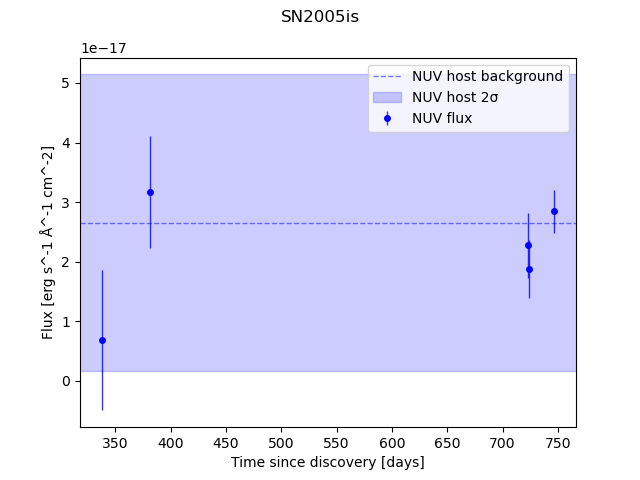 SN2005is
1e−17
NUV host background
NUV host 2σ
NUV flux
5
4
3
2
1
0
Flux [erg s^-1 Å^-1 cm^-2]
350 400 450 500 550 600 650 700 750
Time since discovery [days]